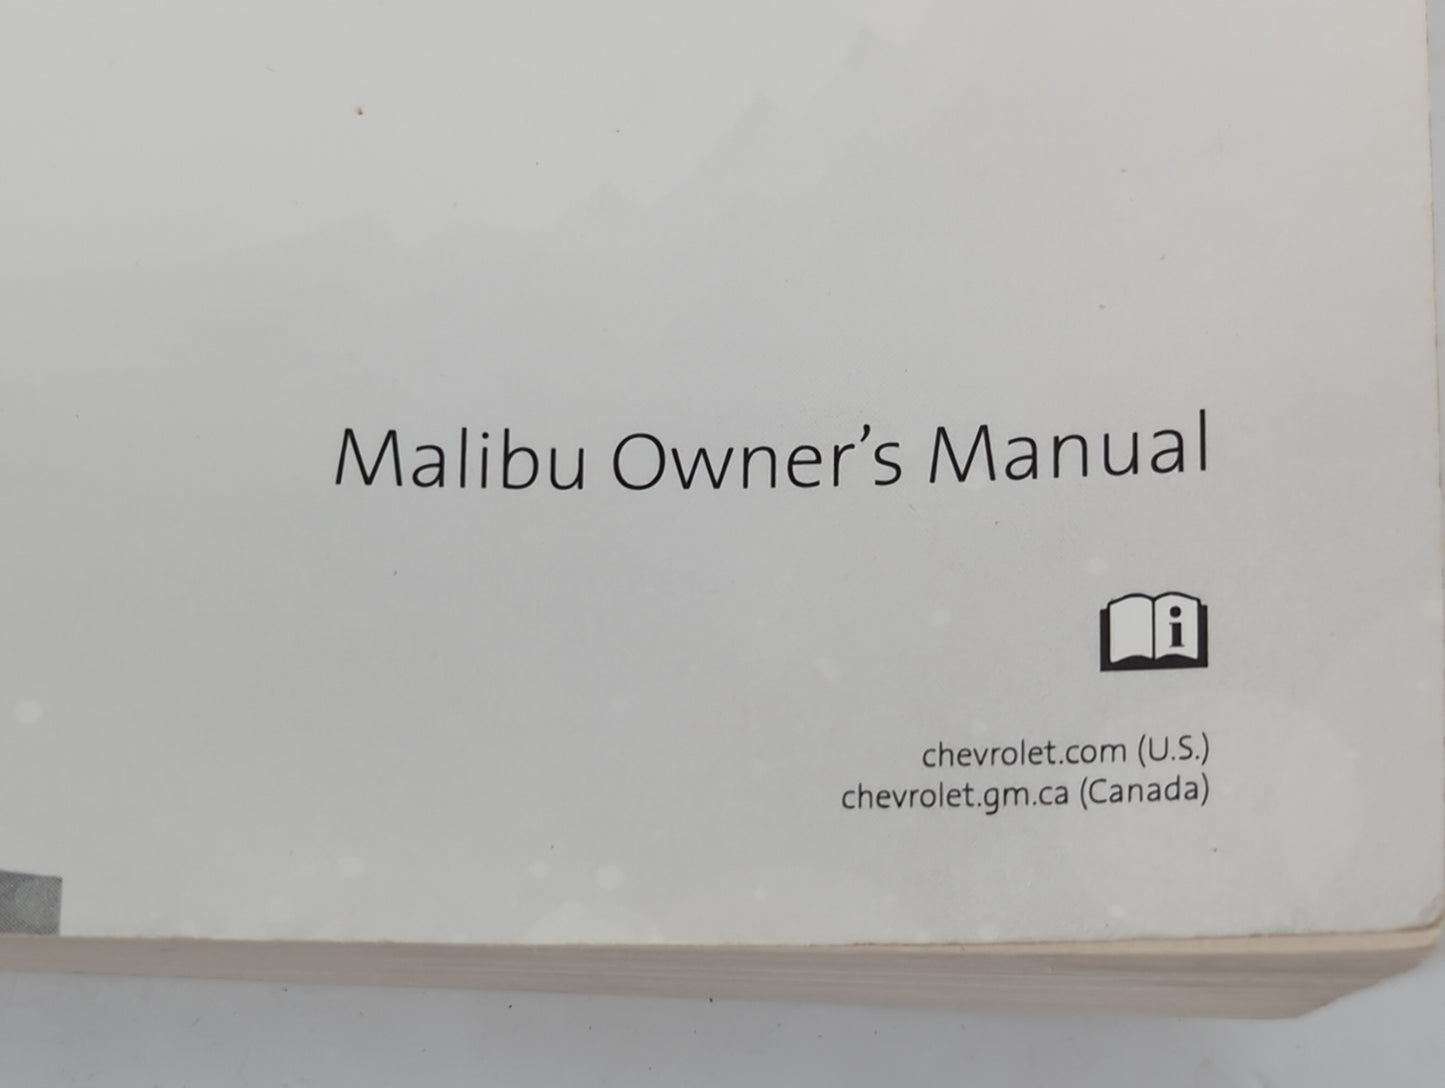 Malibu Owner's Manual
i
chevrolet.com (U.S.)
chevrolet.gm.ca (Canada)